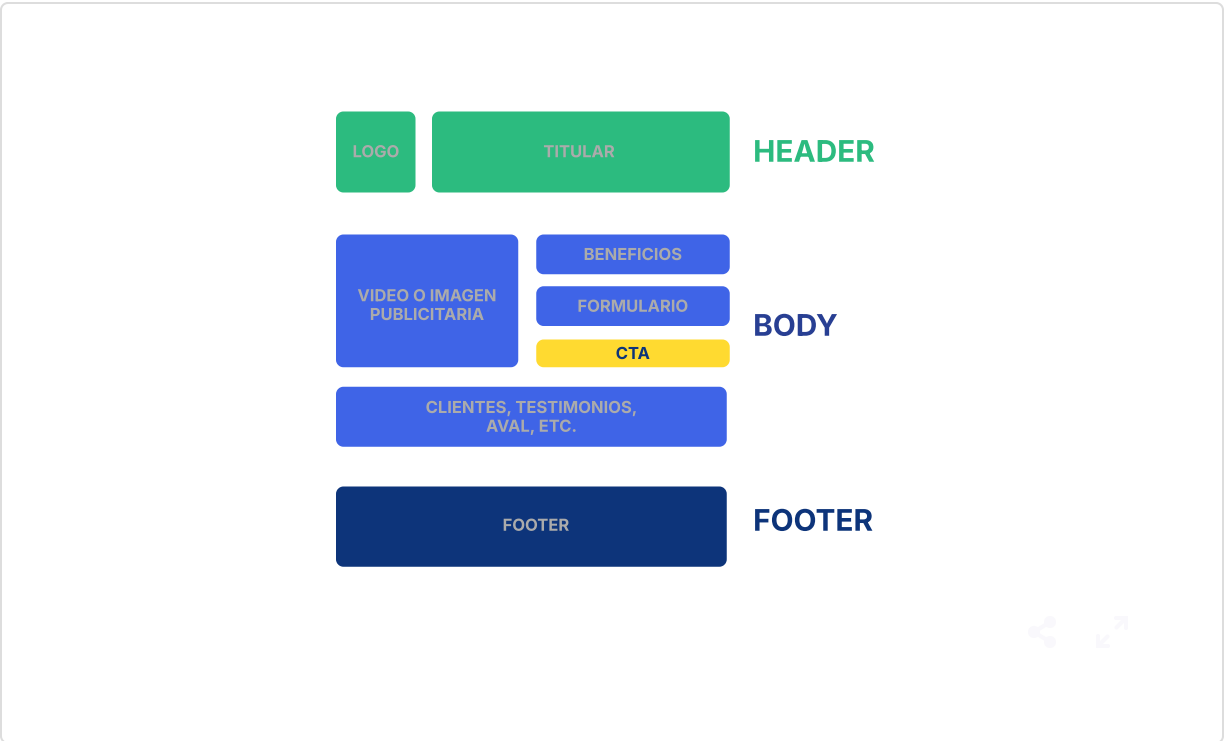 LOGO
TITULAR
HEADER
VIDEO O IMAGEN
PUBLICITARIA
BENEFICIOS
FORMULARIO
CTA
BODY
CLIENTES, TESTIMONIOS,
AVAL, ETC.
FOOTER
FOOTER